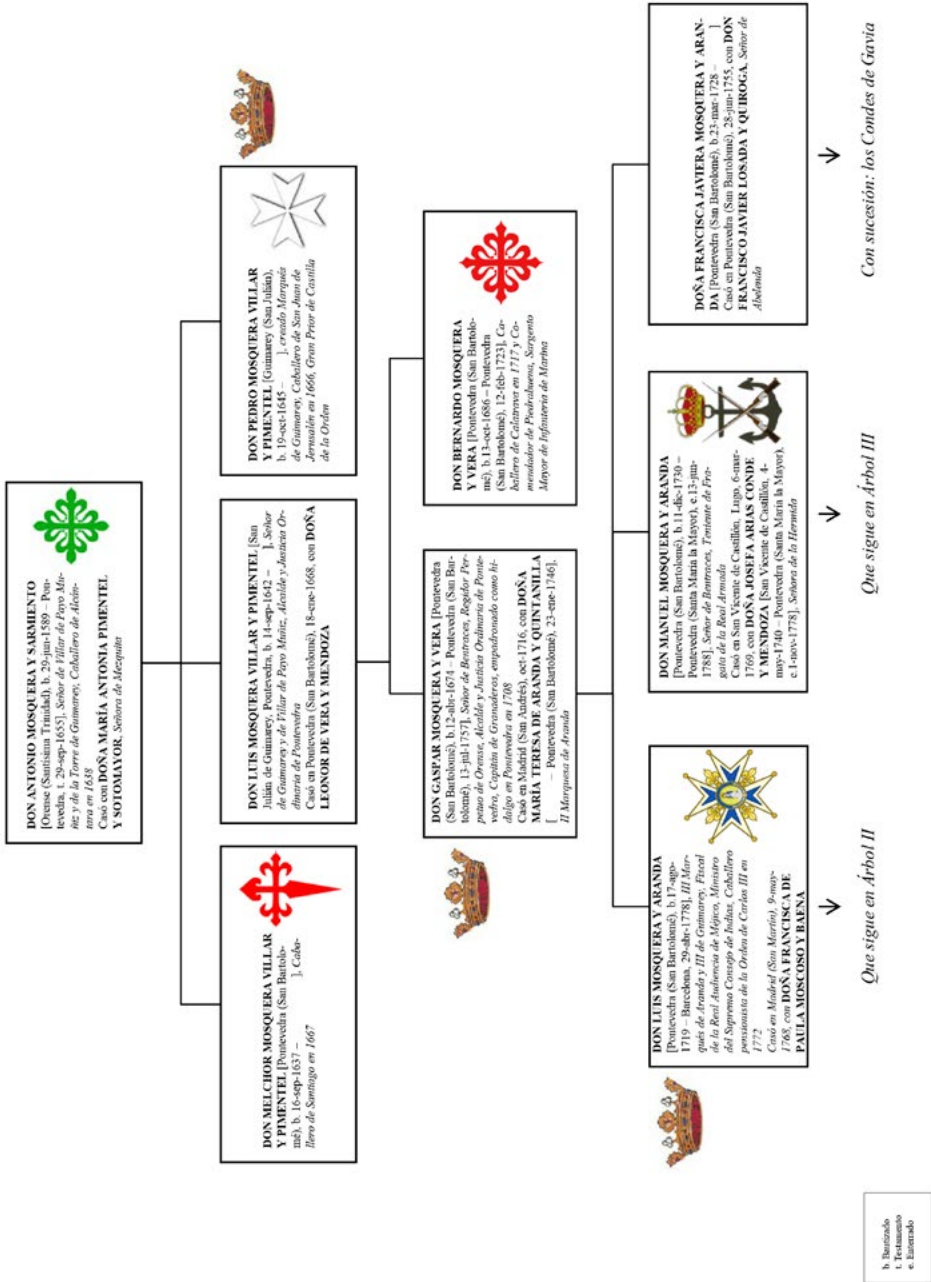 DON ANTONIO MOSQUERA Y SARMIENTO
[Orense (Santísima Trinidad), b. 29-jun-1589 – Pon-
tevedra, t. 29-sep-1655], Señor de Villar de Payo Mu-
ñiz y de la Torre de Guimarey, Caballero de Alcán-
tara en 1638
Casó con DOÑA MARÍA ANTONIA PIMENTEL
Y SOTOMAYOR, Señora de Mezquita
DON MELCHOR MOSQUERA VILLAR
Y PIMENTEL [Pontevedra (San Bartolo-
mé), b. 16-sep-1637 – ], Caba-
llero de Santiago en 1667
DON LUIS MOSQUERA VILLAR Y PIMENTEL [San
Julián de Guimarey, Pontevedra, b. 14-sep-1642 – ], Señor
de Guimarey y de Villar de Payo Muñiz, Alcalde y Justicia Or-
dinaria de Pontevedra
Casó en Pontevedra (San Bartolomé), 18-ene-1668, con DOÑA
LEONOR DE VERA Y MENDOZA
DON PEDRO MOSQUERA VILLAR
Y PIMENTEL [Guimarey (San Julián),
b. 19-oct-1645 – ], creado Marqués
de Guimarey, Caballero de San Juan de
Jerusalén en 1666, Gran Prior de Castilla
de la Orden
DON GASPAR MOSQUERA Y VERA [Pontevedra
(San Bartolomé), b.12-abr-1674 – Pontevedra (San Bar-
tolomé), 13-jul-1757], Señor de Bentraces, Regidor Per-
petuo de Orense, Alcalde y Justicia Ordinaria de Ponte-
vedra, Capitán de Granaderos, empadronado como hi-
dalgo en Pontevedra en 1708
Casó en Madrid (San Andrés), oct-1716, con DOÑA
MARÍA TERESA DE ARANDA Y QUINTANILLA
[ – Pontevedra (San Bartolomé), 23-ene-1746],
II Marquesa de Aranda
DON BERNARDO MOSQUERA
Y VERA [Pontevedra (San Bartolo-
mé), b.13-oct-1686 – Pontevedra
(San Bartolomé), 12-feb-1723], Ca-
ballero de Calatrava en 1717 y Co-
mendador de Piedrabuena, Sargento
Mayor de Infantería de Marina
DON LUIS MOSQUERA Y ARANDA
[Pontevedra (San Bartolomé), b.17-ago-
1719 – Barcelona, 29-abr-1778], III Mar-
qués de Aranda y III de Guimarey, Fiscal
de la Real Audiencia de Méjico, Ministro
del Supremo Consejo de Indias, Caballero
pensionista de la Orden de Carlos III en
1772
Casó en Madrid (San Martín), 9-may-
1768, con DOÑA FRANCISCA DE
PAULA MOSCOSO Y BAENA
DON MANUEL MOSQUERA Y ARANDA
[Pontevedra (San Bartolomé), b.11-dic-1730 –
Pontevedra (Santa María la Mayor), e.13-jun-
1788], Señor de Bentraces, Teniente de Fra-
gata de la Real Armada
Casó en San Vicente de Castillón, Lugo, 6-mar-
1769, con DOÑA JOSEFA ARIAS CONDE
Y MENDOZA [San Vicente de Castillón, 4-
may-1740 – Pontevedra (Santa María la Mayor),
e.1-nov-1778], Señora de la Hermida
DOÑA FRANCISCA JAVIERA MOSQUERA Y ARAN-
DA [Pontevedra (San Bartolomé), b.23-mar-1728 – ]
Casó en Pontevedra (San Bartolomé), 28-jun-1755, con DON
FRANCISCO JAVIER LOSADA Y QUIROGA, Señor de
Abelenda
Que sigue en Árbol II
Que sigue en Árbol III
Con sucesión: los Condes de Gavia
b. Bautizado
t. Testamento
e. Enterrado